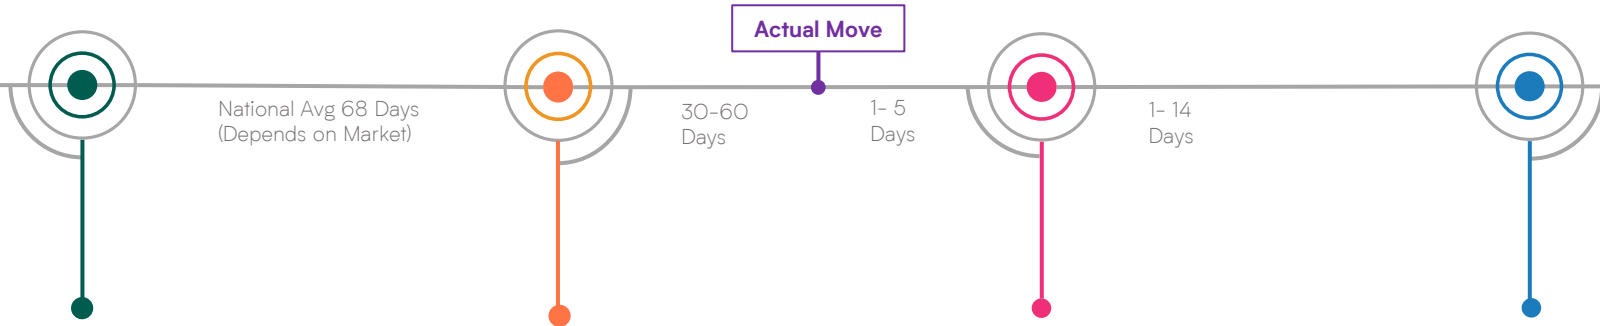 Actual Move
National Avg 68 Days
(Depends on Market)
30-60
Days
1- 5
Days
1- 14
Days